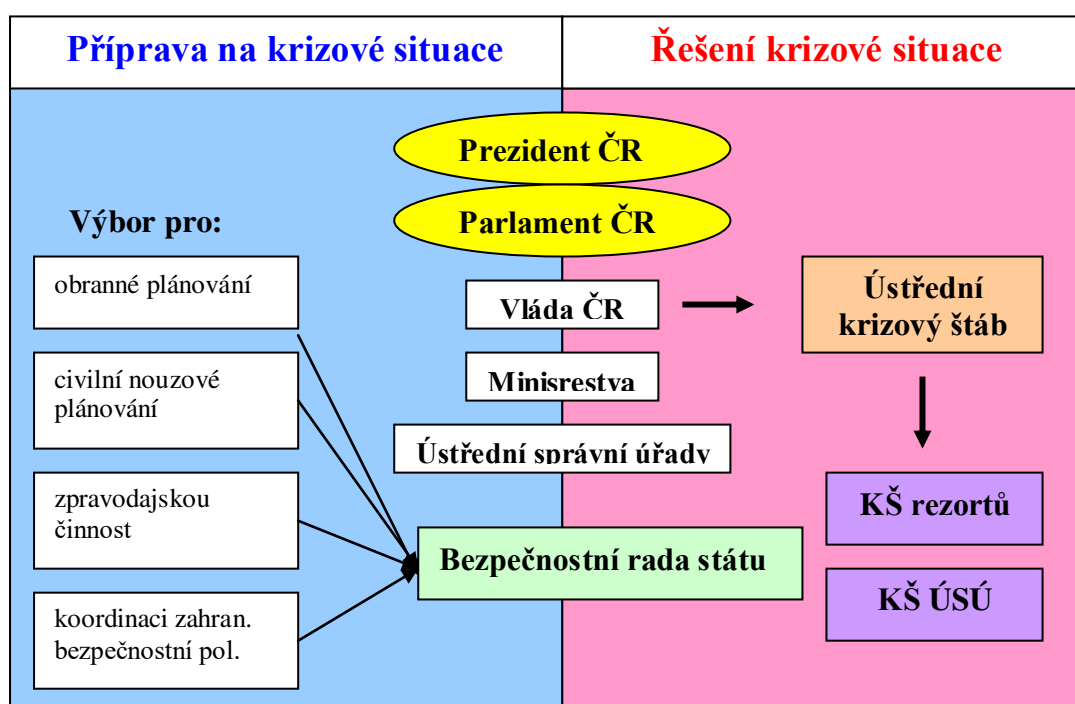 Příprava na krizové situace
Řešení krizové situace
Prezident ČR
Parlament ČR
Výbor pro:
obranné plánování
civilní nouzové
plánování
zpravodajskou
činnost
koordinaci zahran.
bezpečnostní pol.
Vláda ČR
Minisrestva
Ústřední správní úřady
Bezpečnostní rada státu
Ústřední
krizový štáb
KŠ rezortů
KŠ ÚSÚ